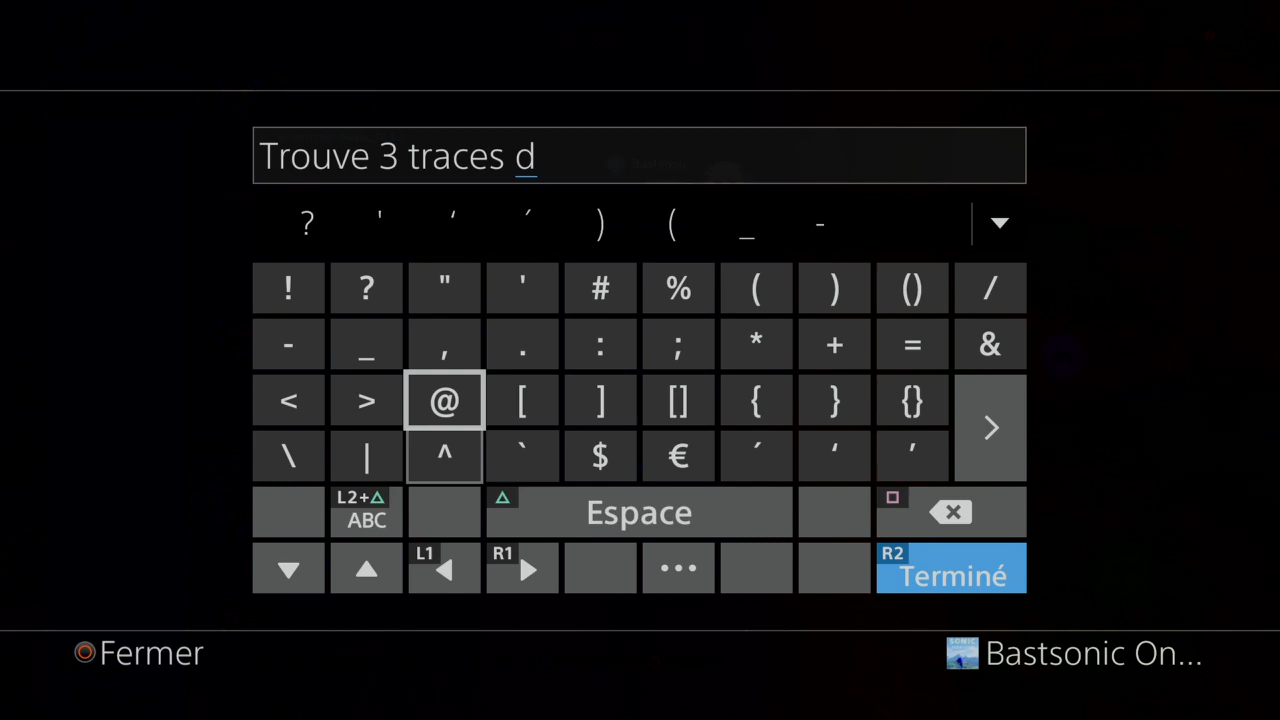 Trouve 3 traces d
? ' ‘ ´ ) ( _ -
! ? " ' # % ( ) () /
- _ , . : ; * + = &
< > @ [ ] [] { } {} >
\ | ^ ` $ € ´ ‘ ’
L2+△ ABC △ Espace □
L1 R1 ... R2 Terminé
Fermer
Bastsonic On...